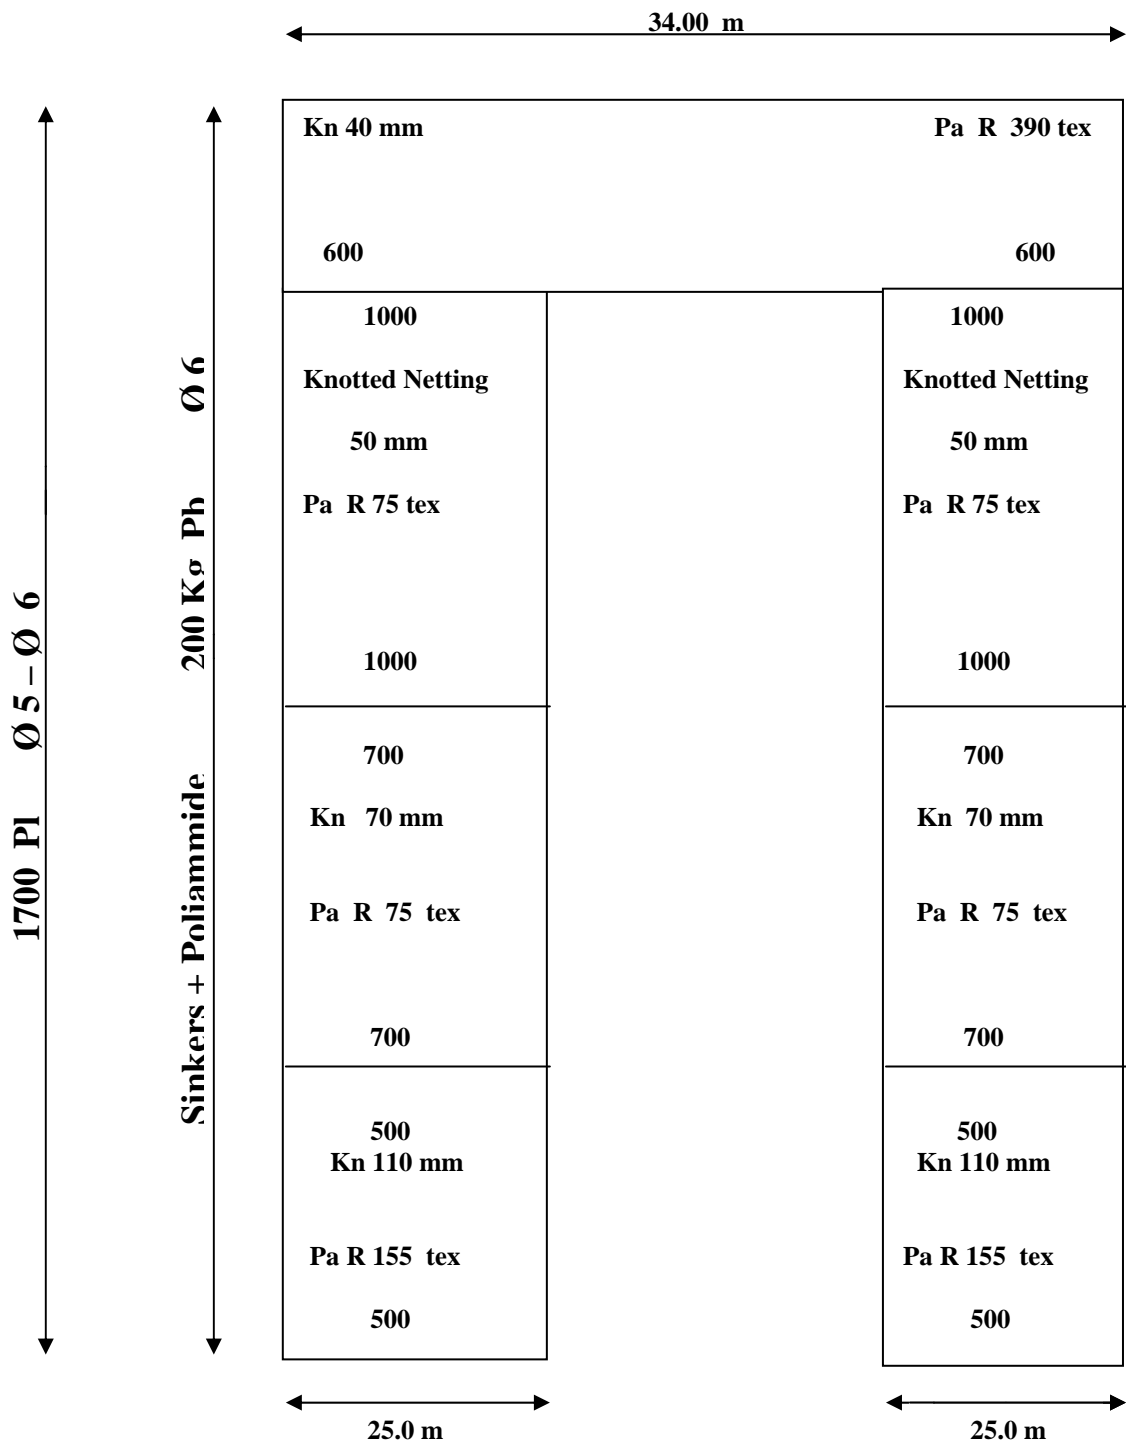 34.00 m
Kn 40 mm Pa R 390 tex
600 600
1000 1000
Knotted Netting Knotted Netting
50 mm 50 mm
Pa R 75 tex Pa R 75 tex
1000 1000
700 700
Kn 70 mm Kn 70 mm
Pa R 75 tex Pa R 75 tex
700 700
500 500
Kn 110 mm Kn 110 mm
Pa R 155 tex Pa R 155 tex
500 500
25.0 m 25.0 m
1700 Pl Ø 5 – Ø 6
Sinkers + Poliammide 200 Kg Pb Ø 6